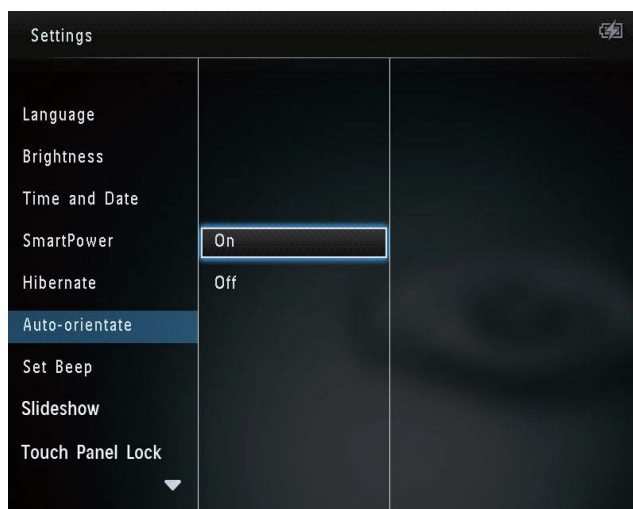 Settings
Language
Brightness
Time and Date
SmartPower
Hibernate
Auto-orientate
Set Beep
Slideshow
Touch Panel Lock
On
Off